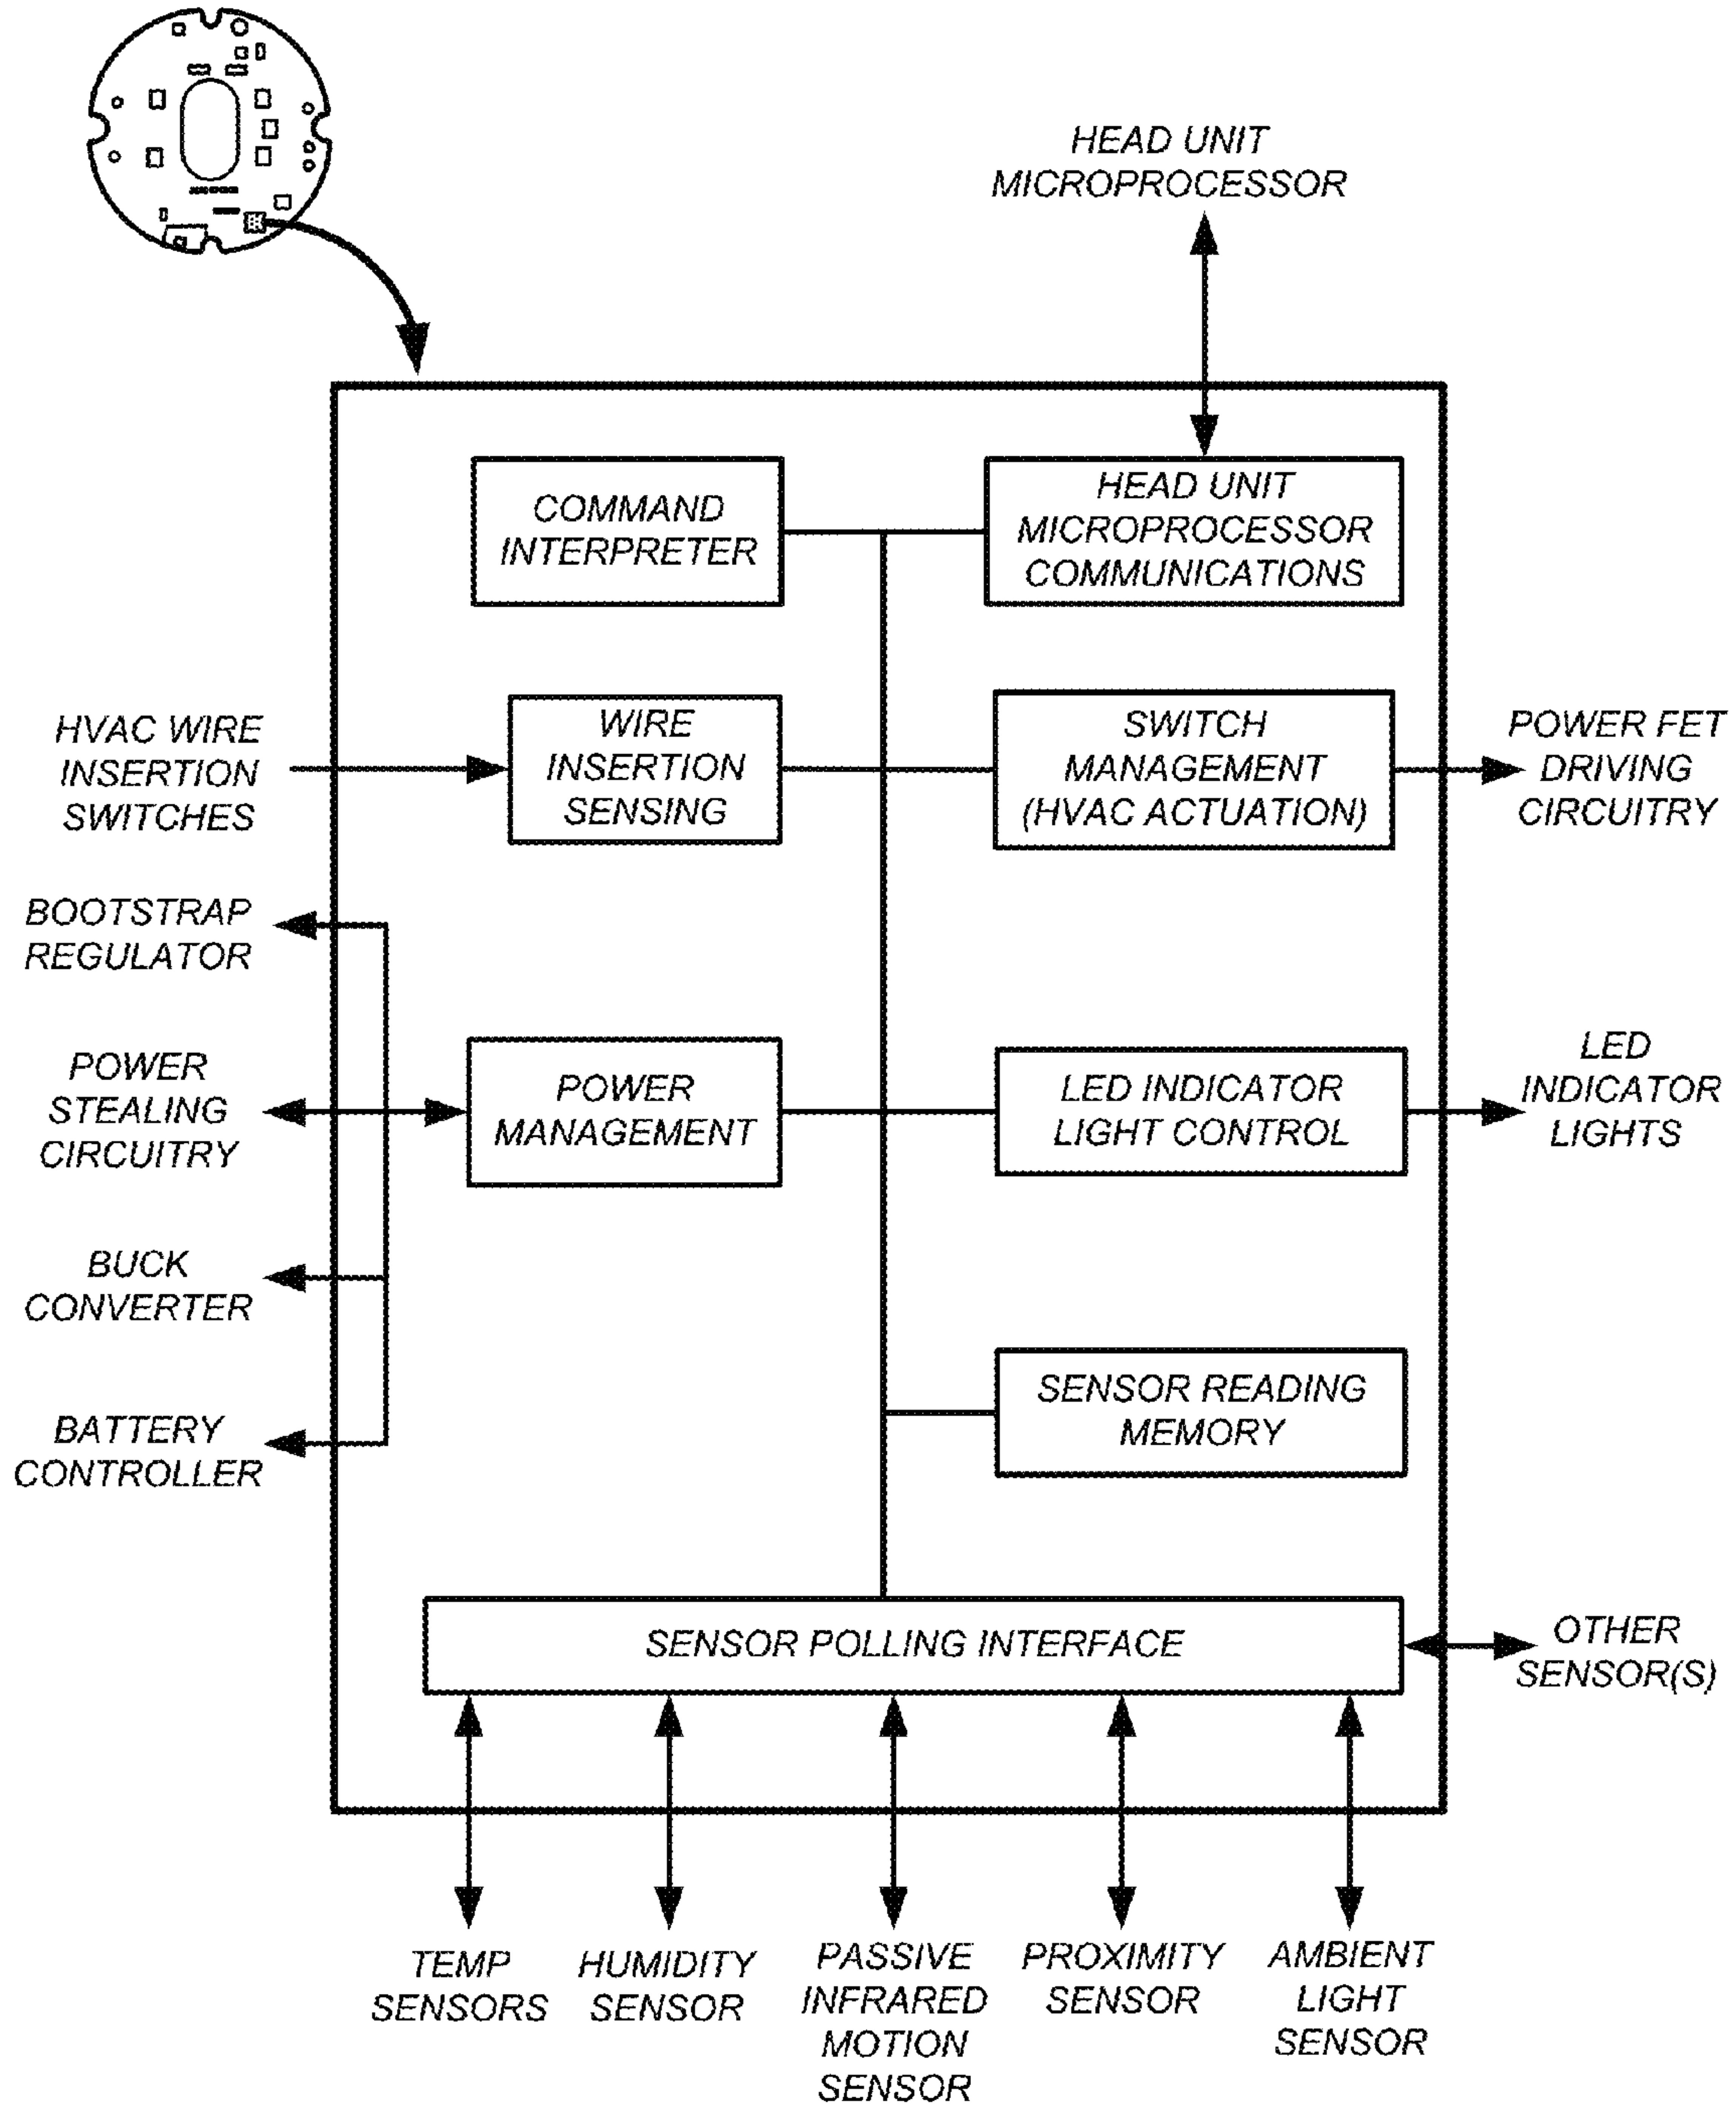 HEAD UNIT
MICROPROCESSOR
COMMAND
INTERPRETER
HEAD UNIT
MICROPROCESSOR
COMMUNICATIONS
HVAC WIRE
INSERTION
SWITCHES
WIRE
INSERTION
SENSING
SWITCH
MANAGEMENT
(HVAC ACTUATION)
POWER FET
DRIVING
CIRCUITRY
BOOTSTRAP
REGULATOR
POWER
STEALING
CIRCUITRY
POWER
MANAGEMENT
LED INDICATOR
LIGHT CONTROL
LED
INDICATOR
LIGHTS
BUCK
CONVERTER
SENSOR READING
MEMORY
BATTERY
CONTROLLER
SENSOR POLLING INTERFACE
OTHER
SENSOR(S)
TEMP
SENSORS
HUMIDITY
SENSOR
PASSIVE
INFRARED
MOTION
SENSOR
PROXIMITY
SENSOR
AMBIENT
LIGHT
SENSOR